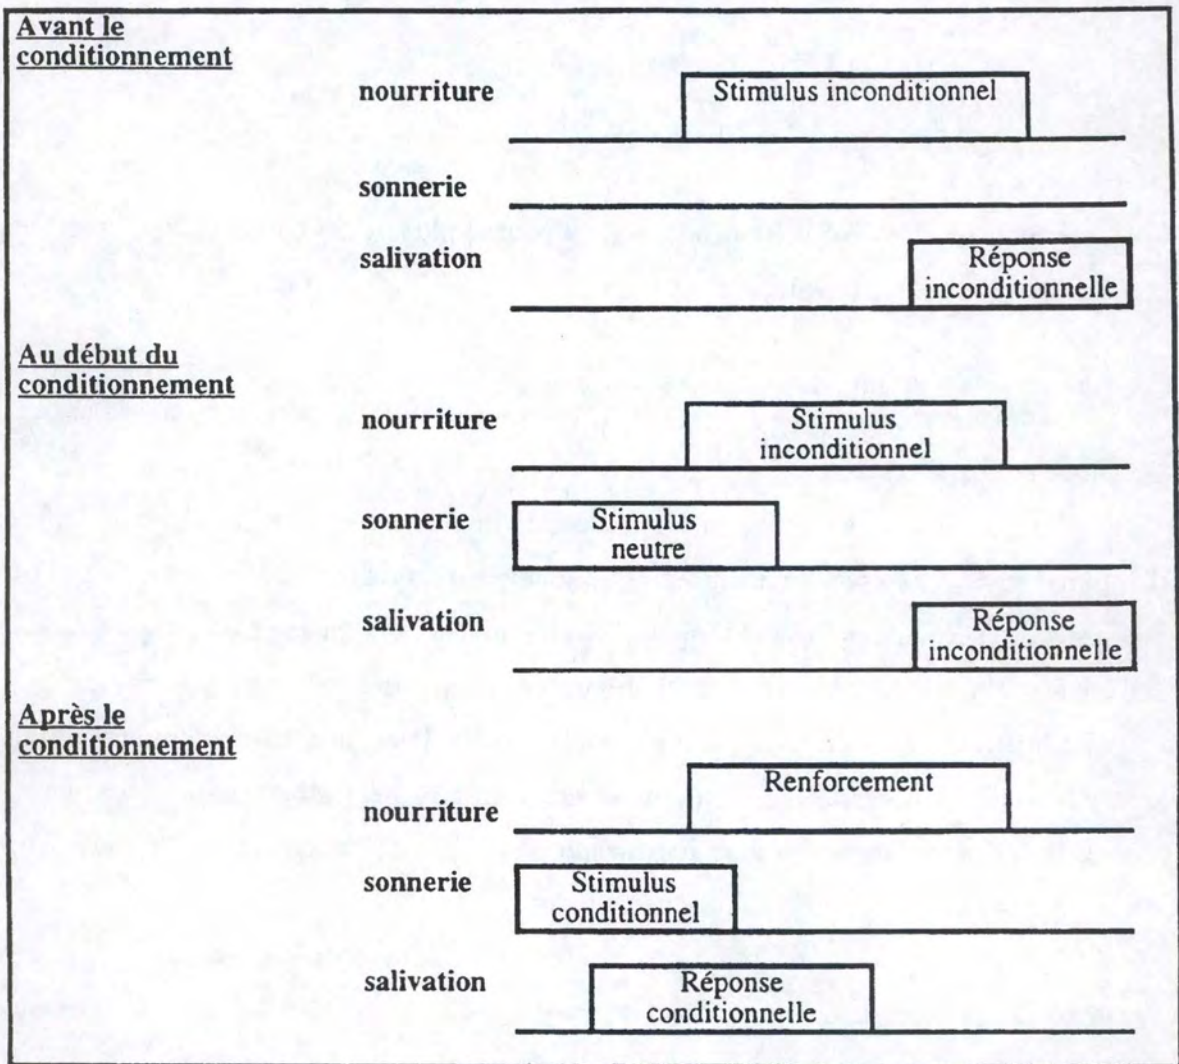 Avant le
conditionnement
nourriture
Stimulus inconditionnel
sonnerie
salivation
Réponse
inconditionnelle
Au début du
conditionnement
nourriture
Stimulus
inconditionnel
sonnerie
Stimulus
neutre
salivation
Réponse
inconditionnelle
Après le
conditionnement
Renforcement
nourriture
sonnerie
Stimulus
conditionnel
salivation
Réponse
conditionnelle